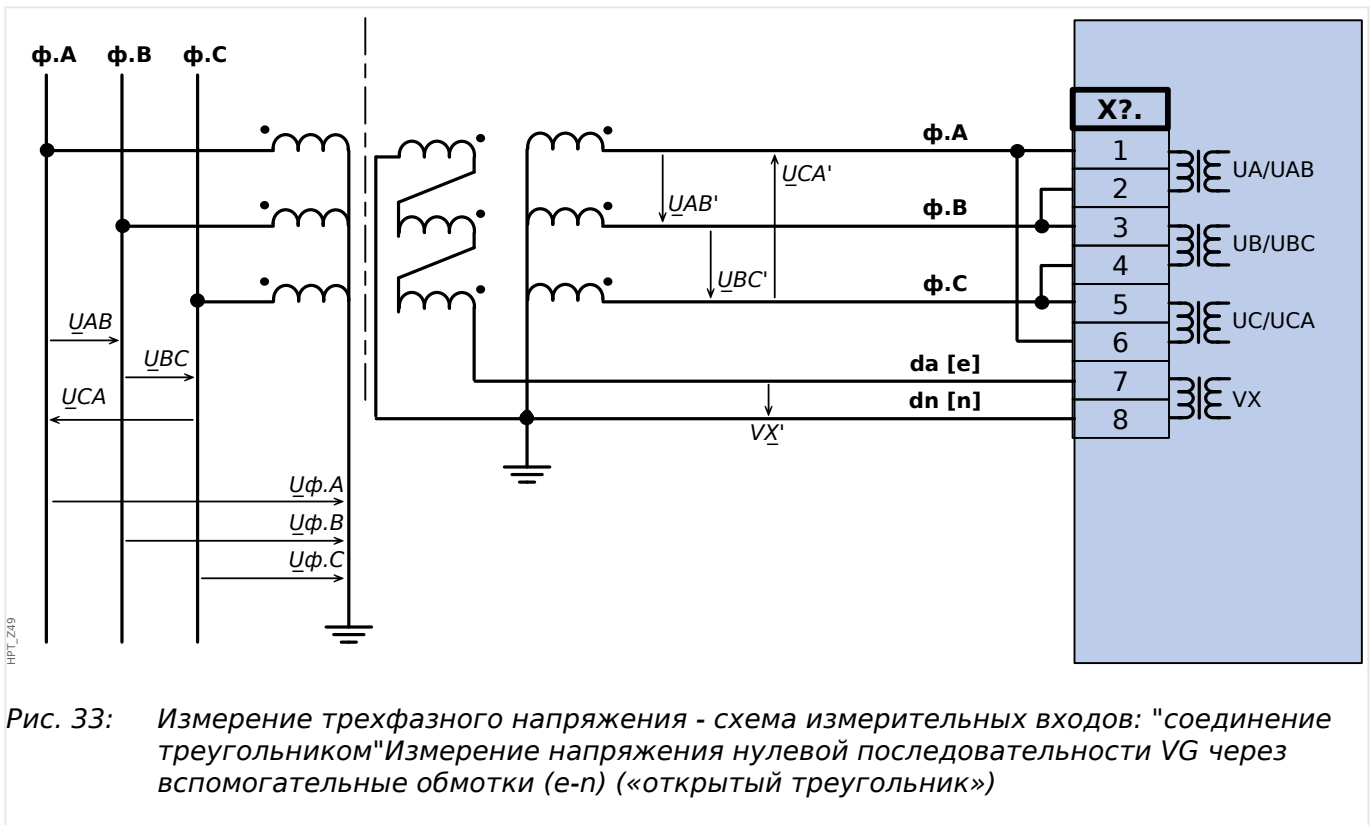 ф.A ф.B ф.C
X?.
ф.A
1
UA/UAB
UCA'
2
UAB'
ф.B
3
UB/UBC
4
UBC'
ф.C
5
UC/UCA
UAB
6
UBC
da [e]
7
UCA
dn [n]
VX
8
VX'
Uф.A
Uф.B
Uф.C
HPT_Z49
Рис. 33: Измерение трехфазного напряжения - схема измерительных входов: "соединение
треугольником"Измерение напряжения нулевой последовательности VG через
вспомогательные обмотки (e-n) («открытый треугольник»)